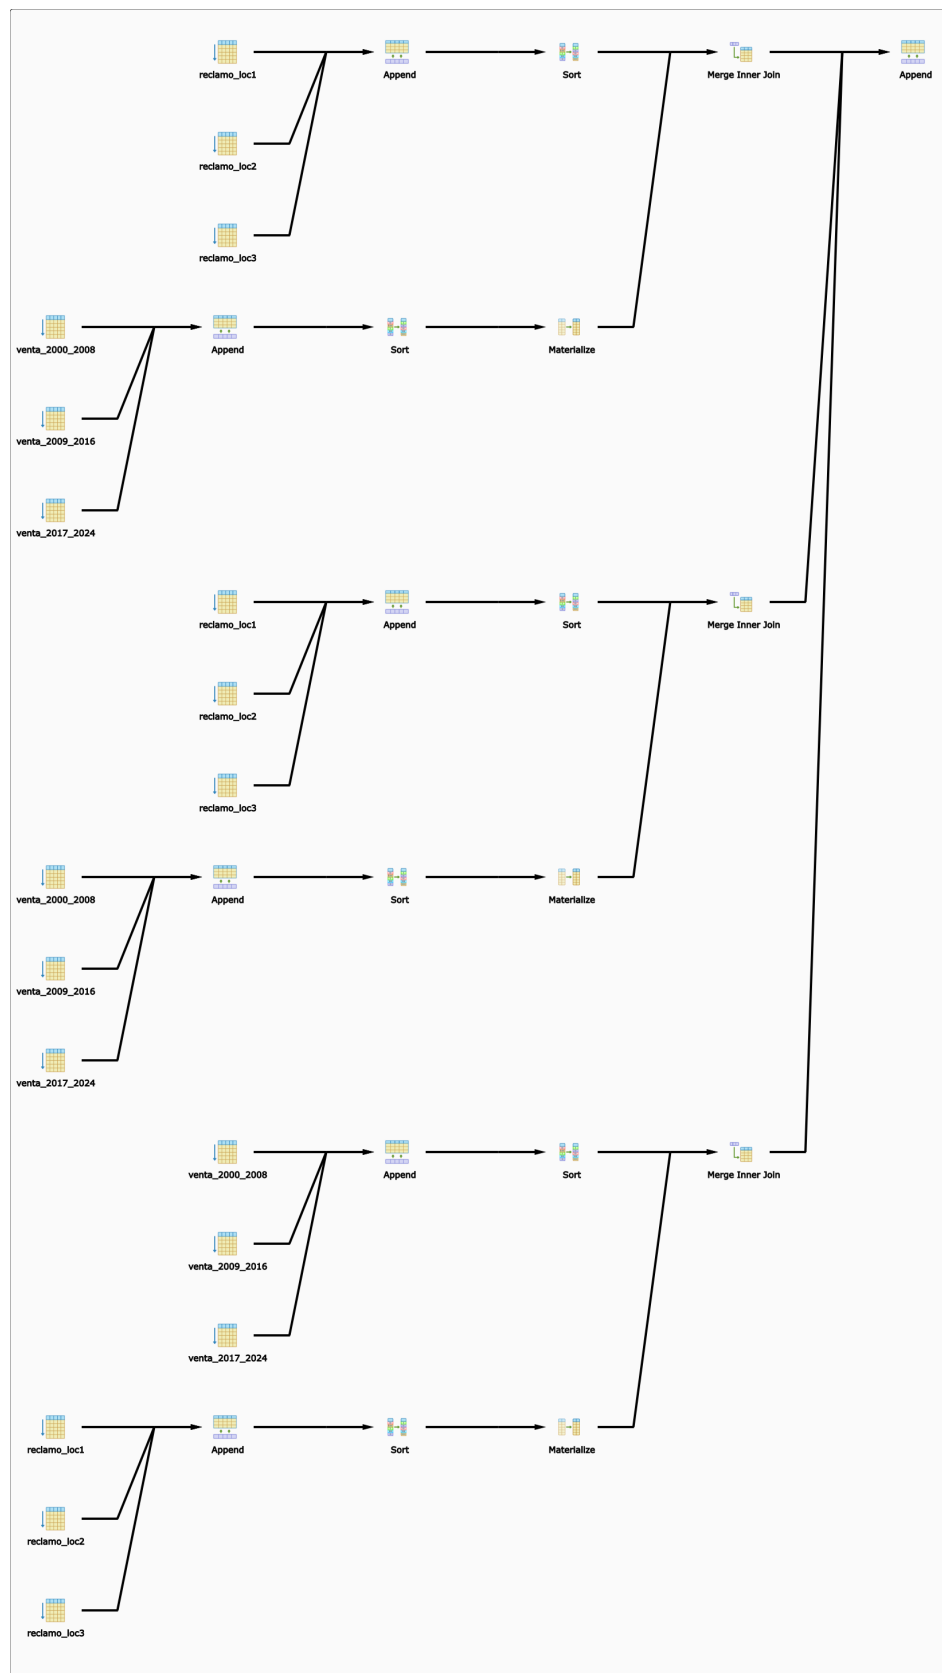 reclamo_loc1
Append
Sort
Merge Inner Join
Append
reclamo_loc2
reclamo_loc3
venta_2000_2008
Append
Sort
Materialize
venta_2009_2016
venta_2017_2024
reclamo_loc1
Append
Sort
Merge Inner Join
reclamo_loc2
reclamo_loc3
venta_2000_2008
Append
Sort
Materialize
venta_2009_2016
venta_2017_2024
venta_2000_2008
Append
Sort
Merge Inner Join
venta_2009_2016
venta_2017_2024
reclamo_loc1
Append
Sort
Materialize
reclamo_loc2
reclamo_loc3